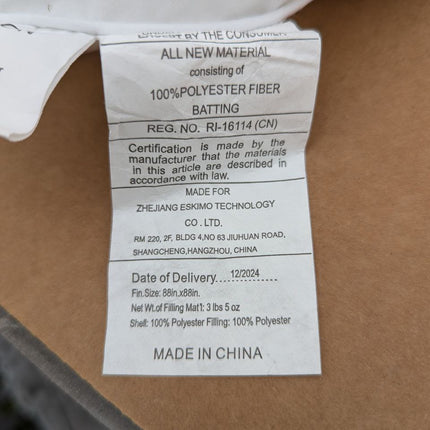 EXCEPT BY THE CONSUMER
ALL NEW MATERIAL
consisting of
100%POLYESTER FIBER
BATTING
REG. NO. RI-16114 (CN)
Certification is made by the
manufacturer that the materials
in this article are described in
accordance with law.
MADE FOR
ZHEJIANG ESKIMO TECHNOLOGY
CO . LTD.
RM 220, 2F, BLDG 4,NO 63 JIUHUAN ROAD,
SHANGCHENG,HANGZHOU, CHINA
Date of Delivery....12/2024............
Fin. Size: 88in.x88in.
Net Wt.of Filling Mat'l: 3 lbs 5 oz
Shell: 100% Polyester Filling: 100% Polyester
MADE IN CHINA